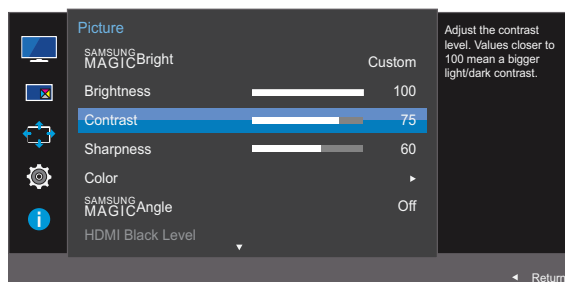 Picture
SAMSUNG
MAGICBright Custom
Brightness 100
Contrast 75
Sharpness 60
Color
SAMSUNG
MAGICAngle Off
HDMI Black Level
Adjust the contrast
level. Values closer to
100 mean a bigger
light/dark contrast.
Return